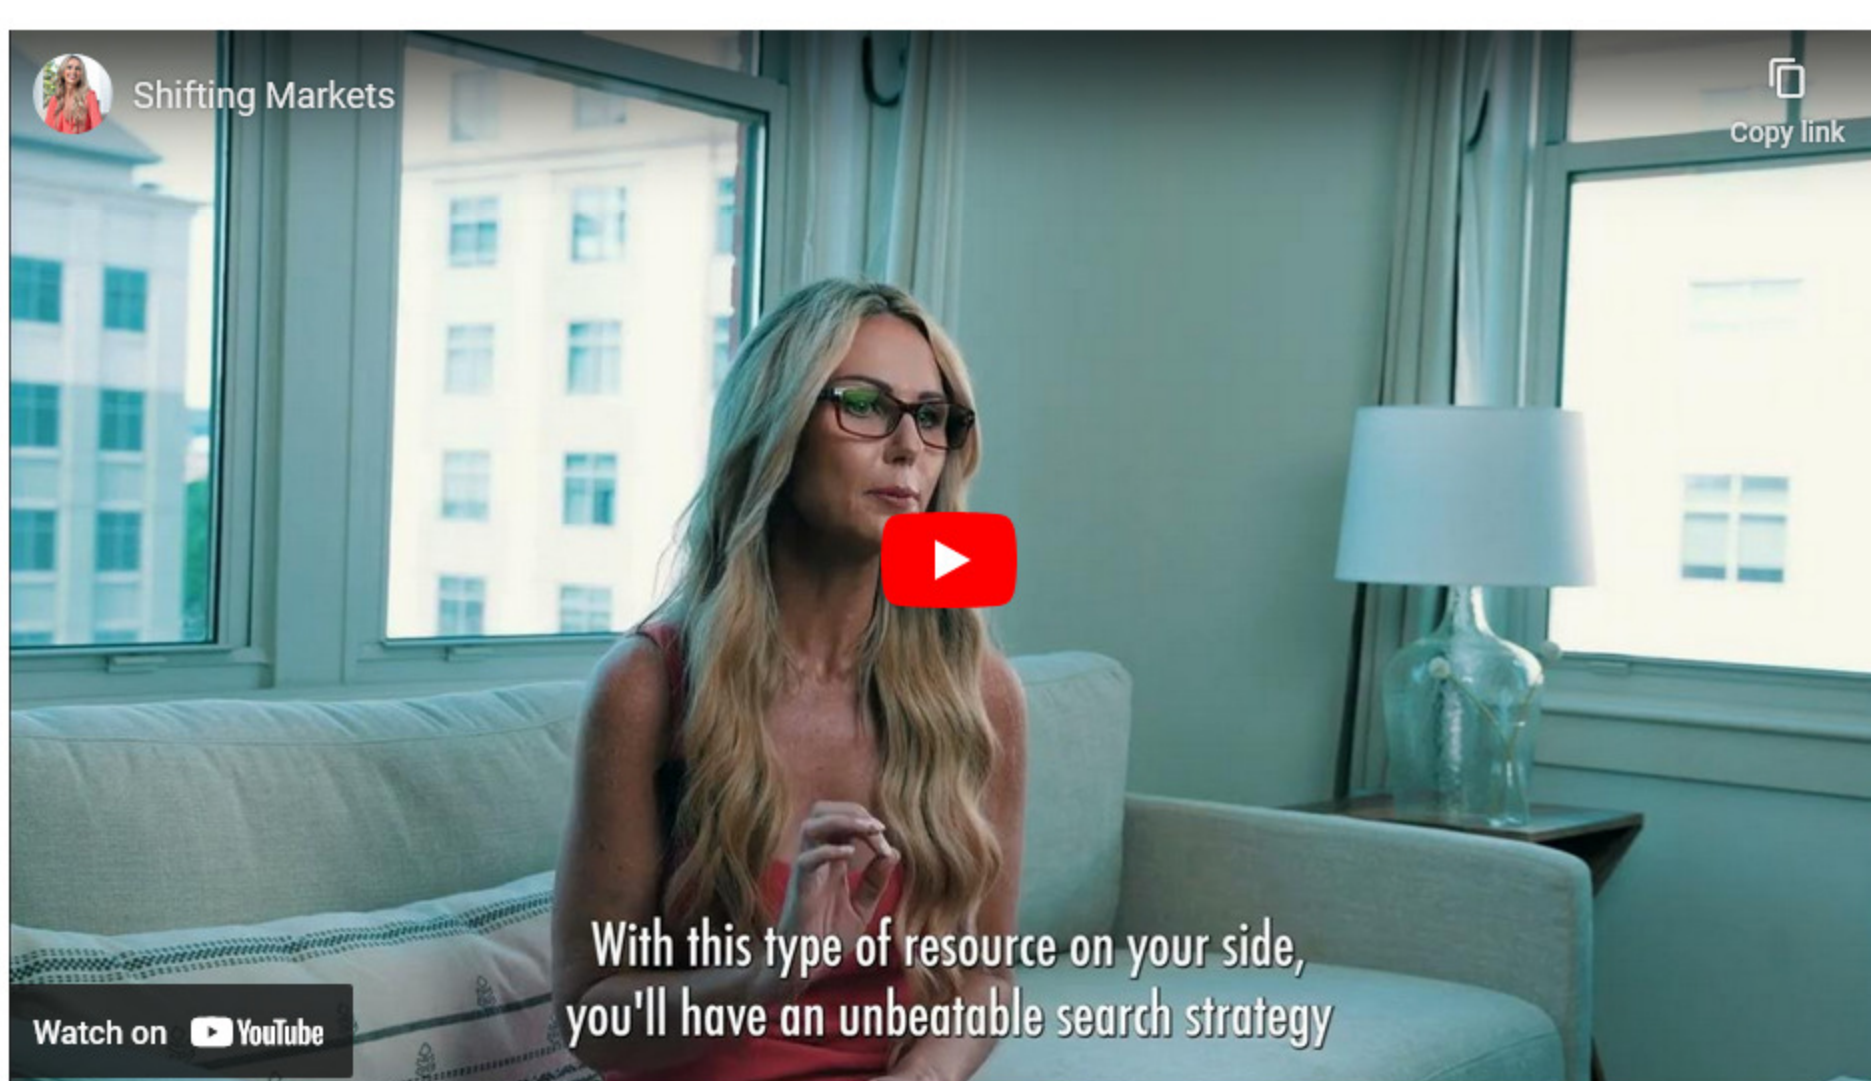 Shifting Markets
Copy link
With this type of resource on your side,
you'll have an unbeatable search strategy
Watch on YouTube